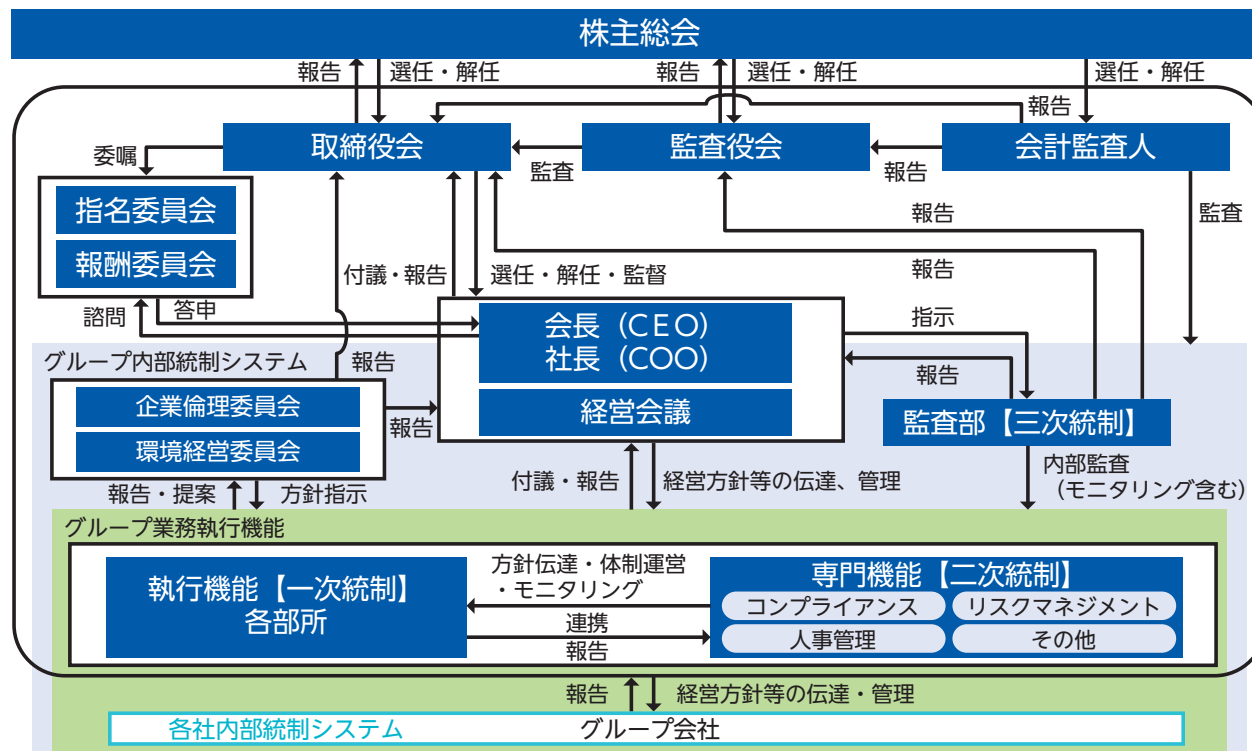 株主総会
報告
選任・解任
報告
選任・解任
選任・解任
報告
取締役会
監査役会
会計監査人
委嘱
監査
報告
指名委員会
報酬委員会
報告
監査
付議・報告
選任・解任・監督
報告
諮問
答申
会長（CEO）
社長（COO）
経営会議
指示
報告
グループ内部統制システム
報告
企業倫理委員会
環境経営委員会
報告
監査部【三次統制】
報告・提案
方針指示
付議・報告
経営方針等の伝達、管理
内部監査
（モニタリング含む）
グループ業務執行機能
執行機能【一次統制】
各部所
方針伝達・体制運営
・モニタリング
連携
報告
専門機能【二次統制】
コンプライアンス
リスクマネジメント
人事管理
その他
報告
経営方針等の伝達・管理
各社内部統制システム
グループ会社